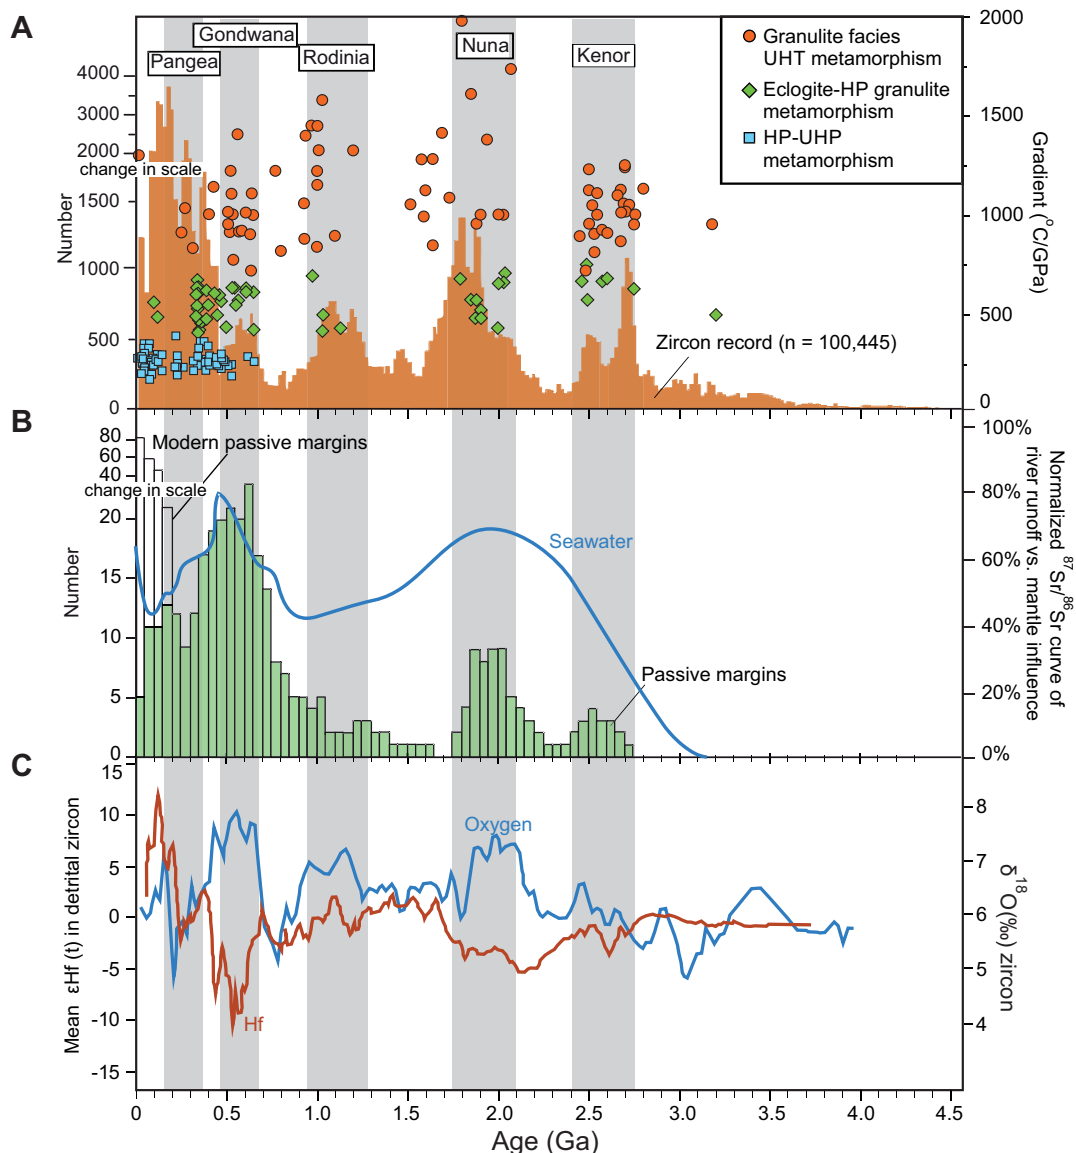 A
Gondwana
Pangea
Rodinia
Nuna
Kenor
Granulite facies
UHT metamorphism
Eclogite-HP granulite
metamorphism
HP-UHP
metamorphism
4000
3000
2000
change in scale
1500
1000
500
0
Number
2000
1500
1000
500
0
Gradient (°C/GPa)
Zircon record (n = 100,445)
B
80
60
40
change in scale
20
15
10
5
0
Number
Modern passive margins
Seawater
Passive margins
100%
80%
60%
40%
20%
0%
Normalized ⁸⁷Sr/⁸⁶Sr curve of
river runoff vs. mantle influence
C
15
10
5
0
-5
-10
-15
Mean εHf (t) in detrital zircon
Oxygen
Hf
8
7
6
5
4
δ¹⁸O(‰) zircon
0 0.5 1.0 1.5 2.0 2.5 3.0 3.5 4.0 4.5
Age (Ga)